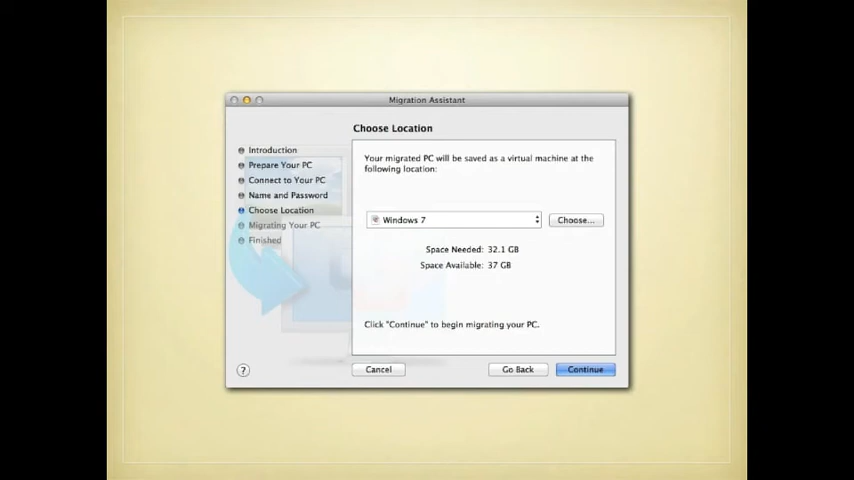 Migration Assistant
Choose Location
Introduction
Prepare Your PC
Connect to Your PC
Name and Password
Choose Location
Migrating Your PC
Finished
Your migrated PC will be saved as a virtual machine at the
following location:
Windows 7
Choose...
Space Needed: 32.1 GB
Space Available: 37 GB
Click "Continue" to begin migrating your PC.
?
Cancel
Go Back
Continue